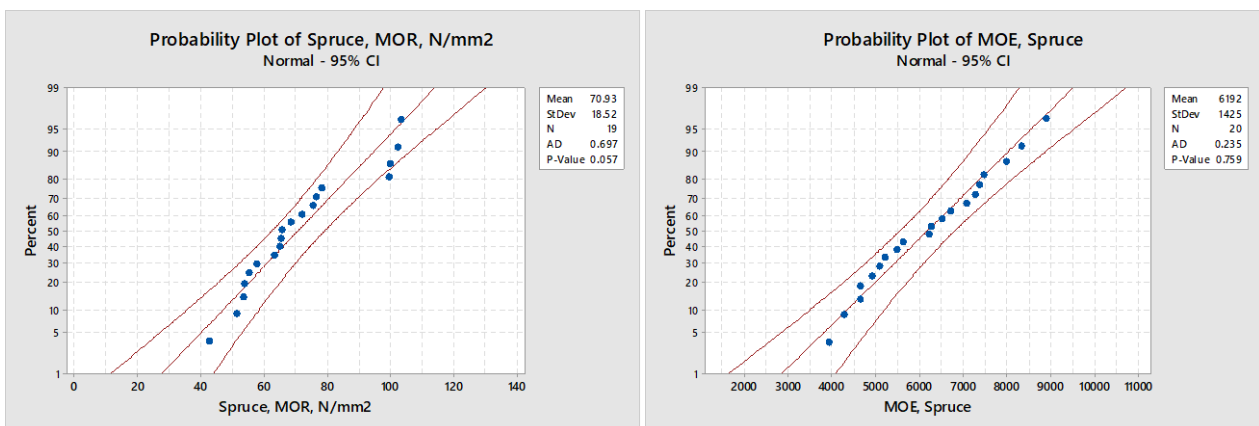 Probability Plot of Spruce, MOR, N/mm2
Normal - 95% CI
99
95
90
80
70
60
50
40
30
20
10
5
1
Percent
0 20 40 60 80 100 120 140
Spruce, MOR, N/mm2
Mean 70.93
StDev 18.52
N 19
AD 0.697
P-Value 0.057
Probability Plot of MOE, Spruce
Normal - 95% CI
99
95
90
80
70
60
50
40
30
20
10
5
1
Percent
2000 3000 4000 5000 6000 7000 8000 9000 10000 11000
MOE, Spruce
Mean 6192
StDev 1425
N 20
AD 0.235
P-Value 0.759